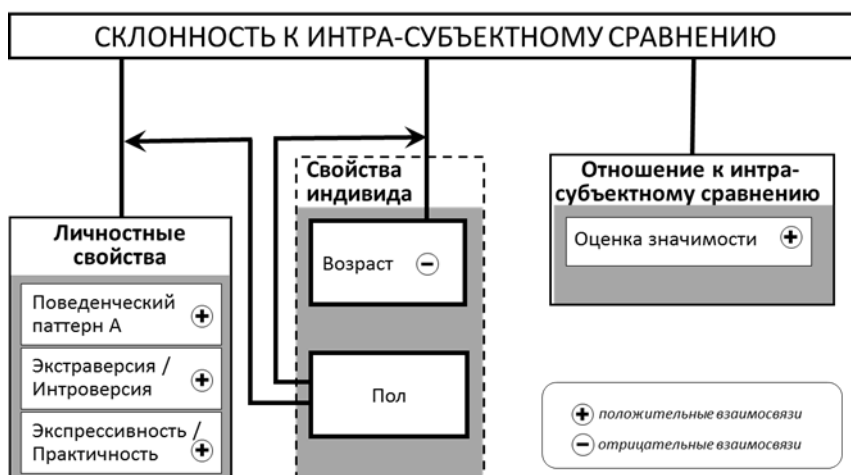 СКЛОННОСТЬ К ИНТРА-СУБЪЕКТНОМУ СРАВНЕНИЮ
Личностные
свойства
Поведенческий
паттерн А
+
Экстраверсия /
Интроверсия
+
Экспрессивность /
Практичность
+
Свойства
индивида
Возраст −
Пол
Отношение к интра-
субъектному сравнению
Оценка значимости +
+ положительные взаимосвязи
− отрицательные взаимосвязи